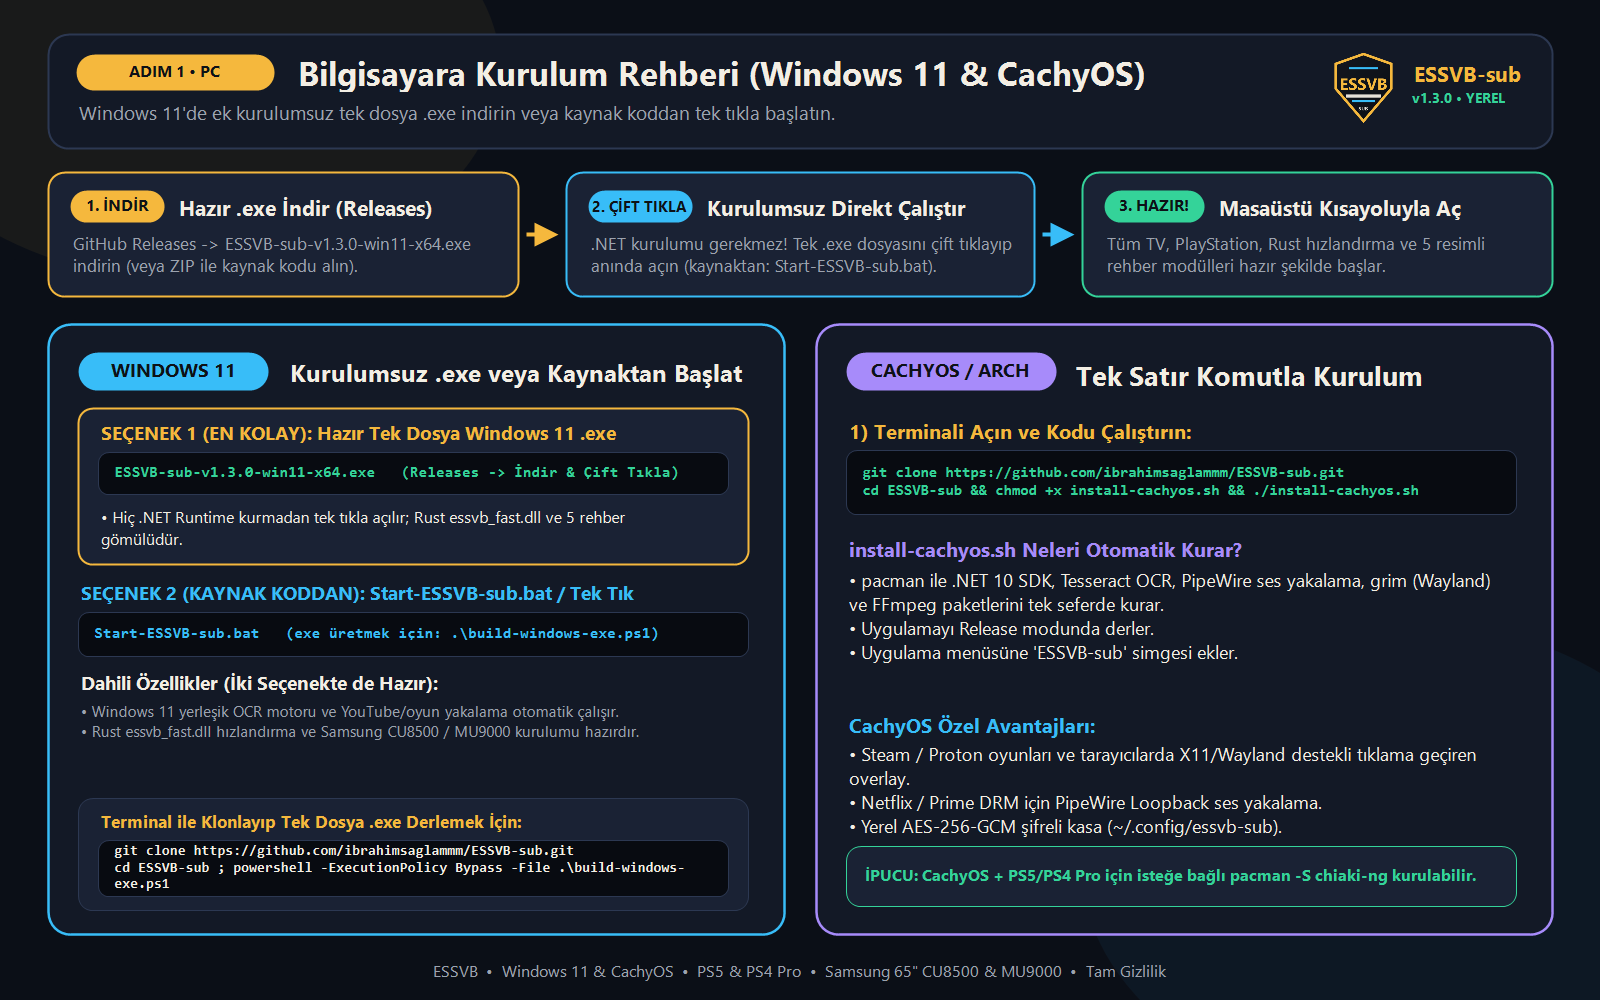 ADIM 1 • PC
Bilgisayara Kurulum Rehberi (Windows 11 & CachyOS)
Windows 11'de ek kurulumsuz tek dosya .exe indirin veya kaynak koddan tek tıkla başlatın.
ESSVB
SUB
ESSVB-sub
v1.3.0 • YEREL
1. İNDİR
Hazır .exe İndir (Releases)
GitHub Releases -> ESSVB-sub-v1.3.0-win11-x64.exe
indirin (veya ZIP ile kaynak kodu alın).
2. ÇİFT TIKLA
Kurulumsuz Direkt Çalıştır
.NET kurulumu gerekmez! Tek .exe dosyasını çift tıklayıp
anında açın (kaynaktan: Start-ESSVB-sub.bat).
3. HAZIR!
Masaüstü Kısayoluyla Aç
Tüm TV, PlayStation, Rust hızlandırma ve 5 resimli
rehber modülleri hazır şekilde başlar.
WINDOWS 11
Kurulumsuz .exe veya Kaynaktan Başlat
SEÇENEK 1 (EN KOLAY): Hazır Tek Dosya Windows 11 .exe
ESSVB-sub-v1.3.0-win11-x64.exe (Releases -> İndir & Çift Tıkla)
• Hiç .NET Runtime kurmadan tek tıkla açılır; Rust essvb_fast.dll ve 5 rehber
gömülüdür.
SEÇENEK 2 (KAYNAK KODDAN): Start-ESSVB-sub.bat / Tek Tık
Start-ESSVB-sub.bat (exe üretmek için: .\build-windows-exe.ps1)
Dahili Özellikler (İki Seçenekte de Hazır):
• Windows 11 yerleşik OCR motoru ve YouTube/oyun yakalama otomatik çalışır.
• Rust essvb_fast.dll hızlandırma ve Samsung CU8500 / MU9000 kurulumu hazırdır.
Terminal ile Klonlayıp Tek Dosya .exe Derlemek İçin:
git clone https://github.com/ibrahimsaglammm/ESSVB-sub.git
cd ESSVB-sub ; powershell -ExecutionPolicy Bypass -File .\build-windows-
exe.ps1
CACHYOS / ARCH
Tek Satır Komutla Kurulum
1) Terminali Açın ve Kodu Çalıştırın:
git clone https://github.com/ibrahimsaglammm/ESSVB-sub.git
cd ESSVB-sub && chmod +x install-cachyos.sh && ./install-cachyos.sh
install-cachyos.sh Neleri Otomatik Kurar?
• pacman ile .NET 10 SDK, Tesseract OCR, PipeWire ses yakalama, grim (Wayland)
ve FFmpeg paketlerini tek seferde kurar.
• Uygulamayı Release modunda derler.
• Uygulama menüsüne 'ESSVB-sub' simgesi ekler.
CachyOS Özel Avantajları:
• Steam / Proton oyunları ve tarayıcılarda X11/Wayland destekli tıklama geçiren
overlay.
• Netflix / Prime DRM için PipeWire Loopback ses yakalama.
• Yerel AES-256-GCM şifreli kasa (~/.config/essvb-sub).
İPUCU: CachyOS + PS5/PS4 Pro için isteğe bağlı pacman -S chiaki-ng kurulabilir.
ESSVB • Windows 11 & CachyOS • PS5 & PS4 Pro • Samsung 65" CU8500 & MU9000 • Tam Gizlilik